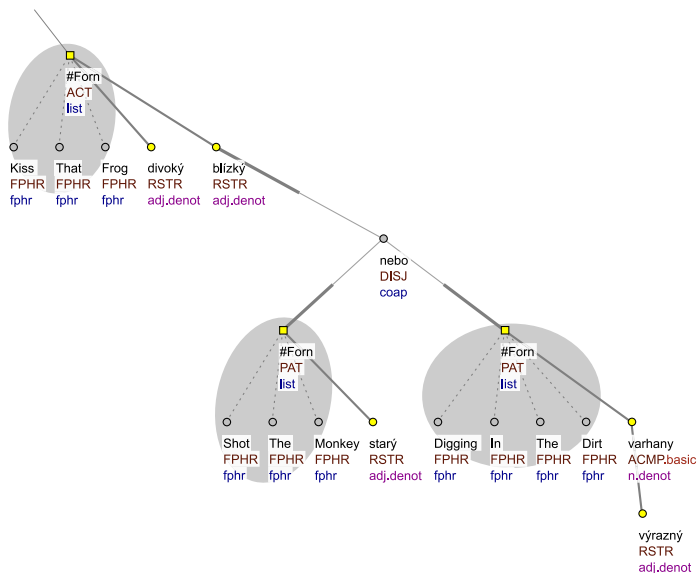 #Forn
ACT
list
Kiss That Frog divoký blízký
FPHR FPHR FPHR RSTR RSTR
fphr fphr fphr adj.denot adj.denot
nebo
DISJ
coap
#Forn #Forn
PAT PAT
list list
Shot The Monkey starý Digging In The Dirt varhany
FPHR FPHR FPHR RSTR FPHR FPHR FPHR FPHR ACMP.basic
fphr fphr fphr adj.denot fphr fphr fphr fphr n.denot
výrazný
RSTR
adj.denot